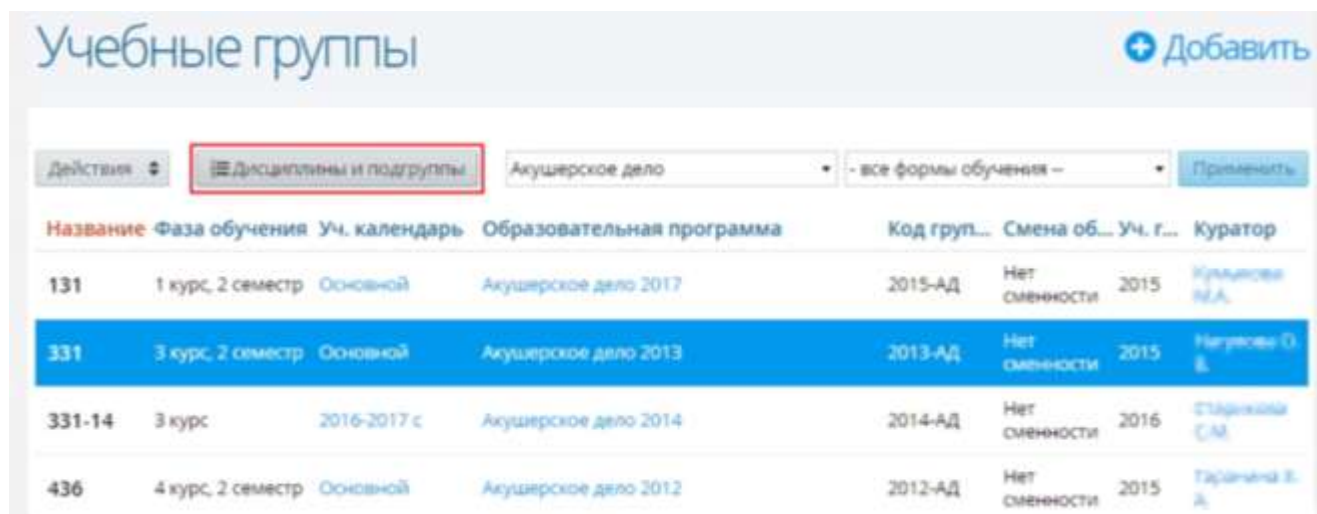 Учебные группы
Добавить
Действия Дисциплины и подгруппы Акушерское дело - все формы обучения -- Применить
Название Фаза обучения Уч. календарь Образовательная программа Код груп... Смена об... Уч. г... Куратор
131 1 курс, 2 семестр Основной Акушерское дело 2017 2015-АД Нет 2015
сменности М.А.
331 3 курс, 2 семестр Основной Акушерское дело 2013 2013-АД Нет 2015
сменности
331-14 3 курс 2016-2017 с Акушерское дело 2014 2014-АД Нет 2016
сменности С.М.
436 4 курс, 2 семестр Основной Акушерское дело 2012 2012-АД Нет 2015
сменности А.